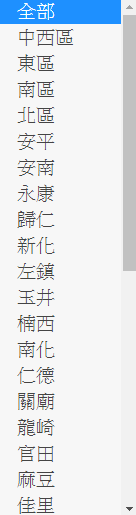 全部
中西區
東區
南區
北區
安平
安南
永康
歸仁
新化
左鎮
玉井
楠西
南化
仁德
關廟
龍崎
官田
麻豆
佳里